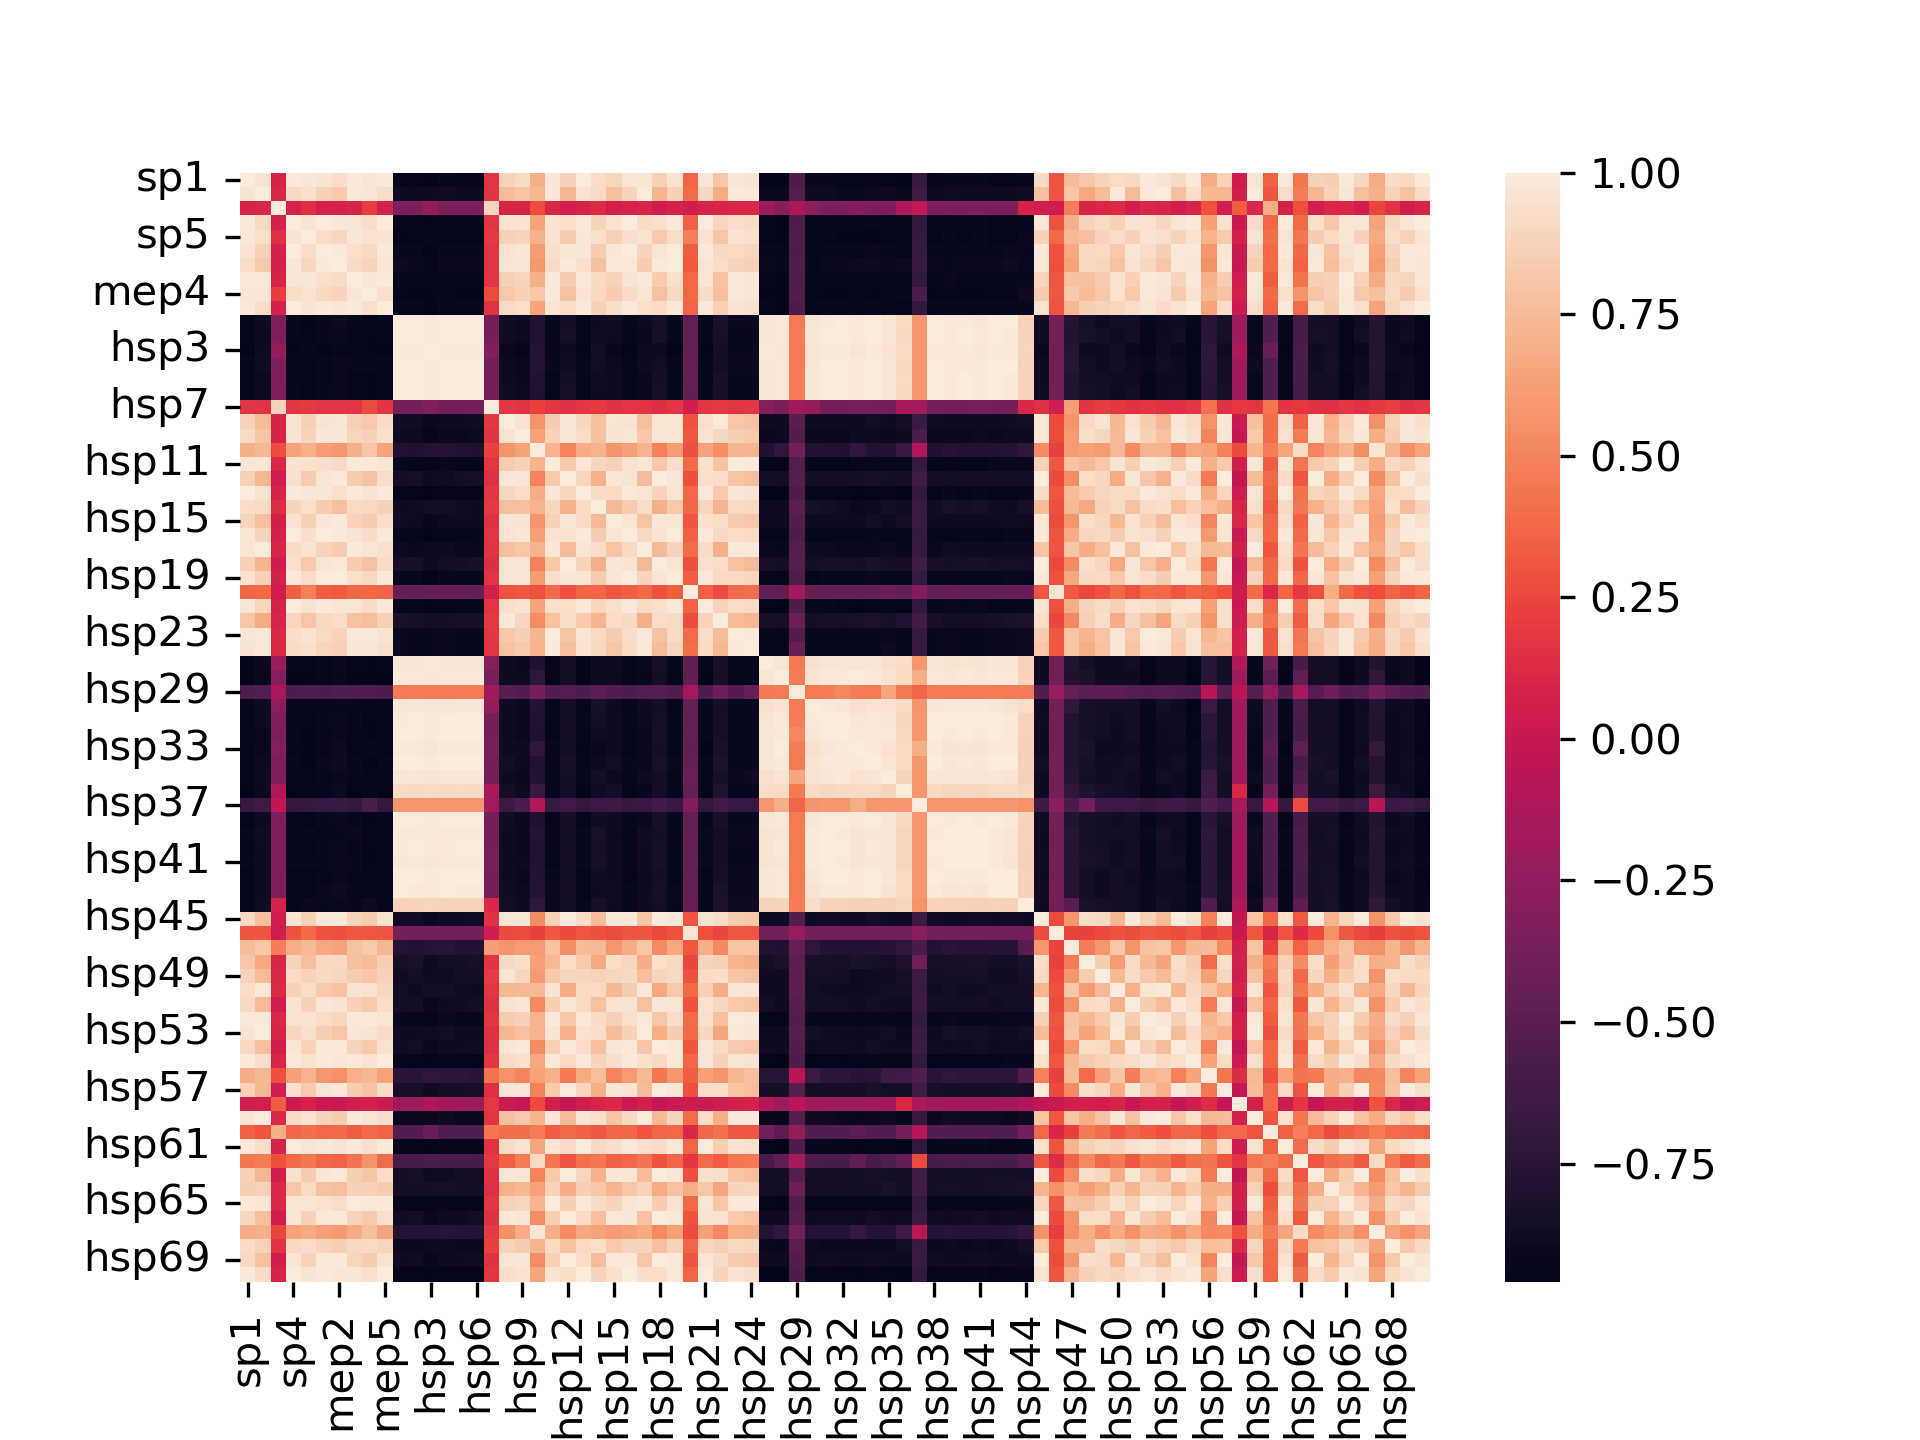 sp1
sp5
mep4
hsp3
hsp7
hsp11
hsp15
hsp19
hsp23
hsp29
hsp33
hsp37
hsp41
hsp45
hsp49
hsp53
hsp57
hsp61
hsp65
hsp69
sp1 sp4 mep2 mep5 hsp3 hsp6 hsp9 hsp12 hsp15 hsp18 hsp21 hsp24 hsp29 hsp32 hsp35 hsp38 hsp41 hsp44 hsp47 hsp50 hsp53 hsp56 hsp59 hsp62 hsp65 hsp68
1.00
0.75
0.50
0.25
0.00
−0.25
−0.50
−0.75